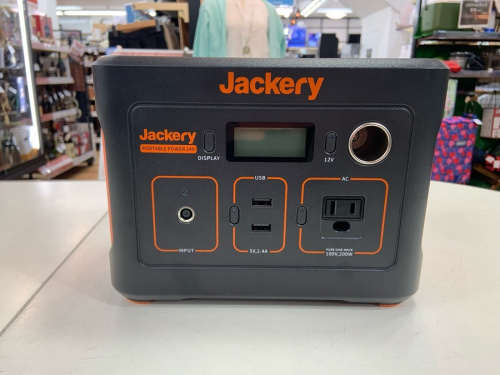 Jackery
Jackery
PORTABLE POWER 240
DISPLAY
12V
USB
AC
INPUT
5V,2.4A
PURE SINE WAVE
100V,200W